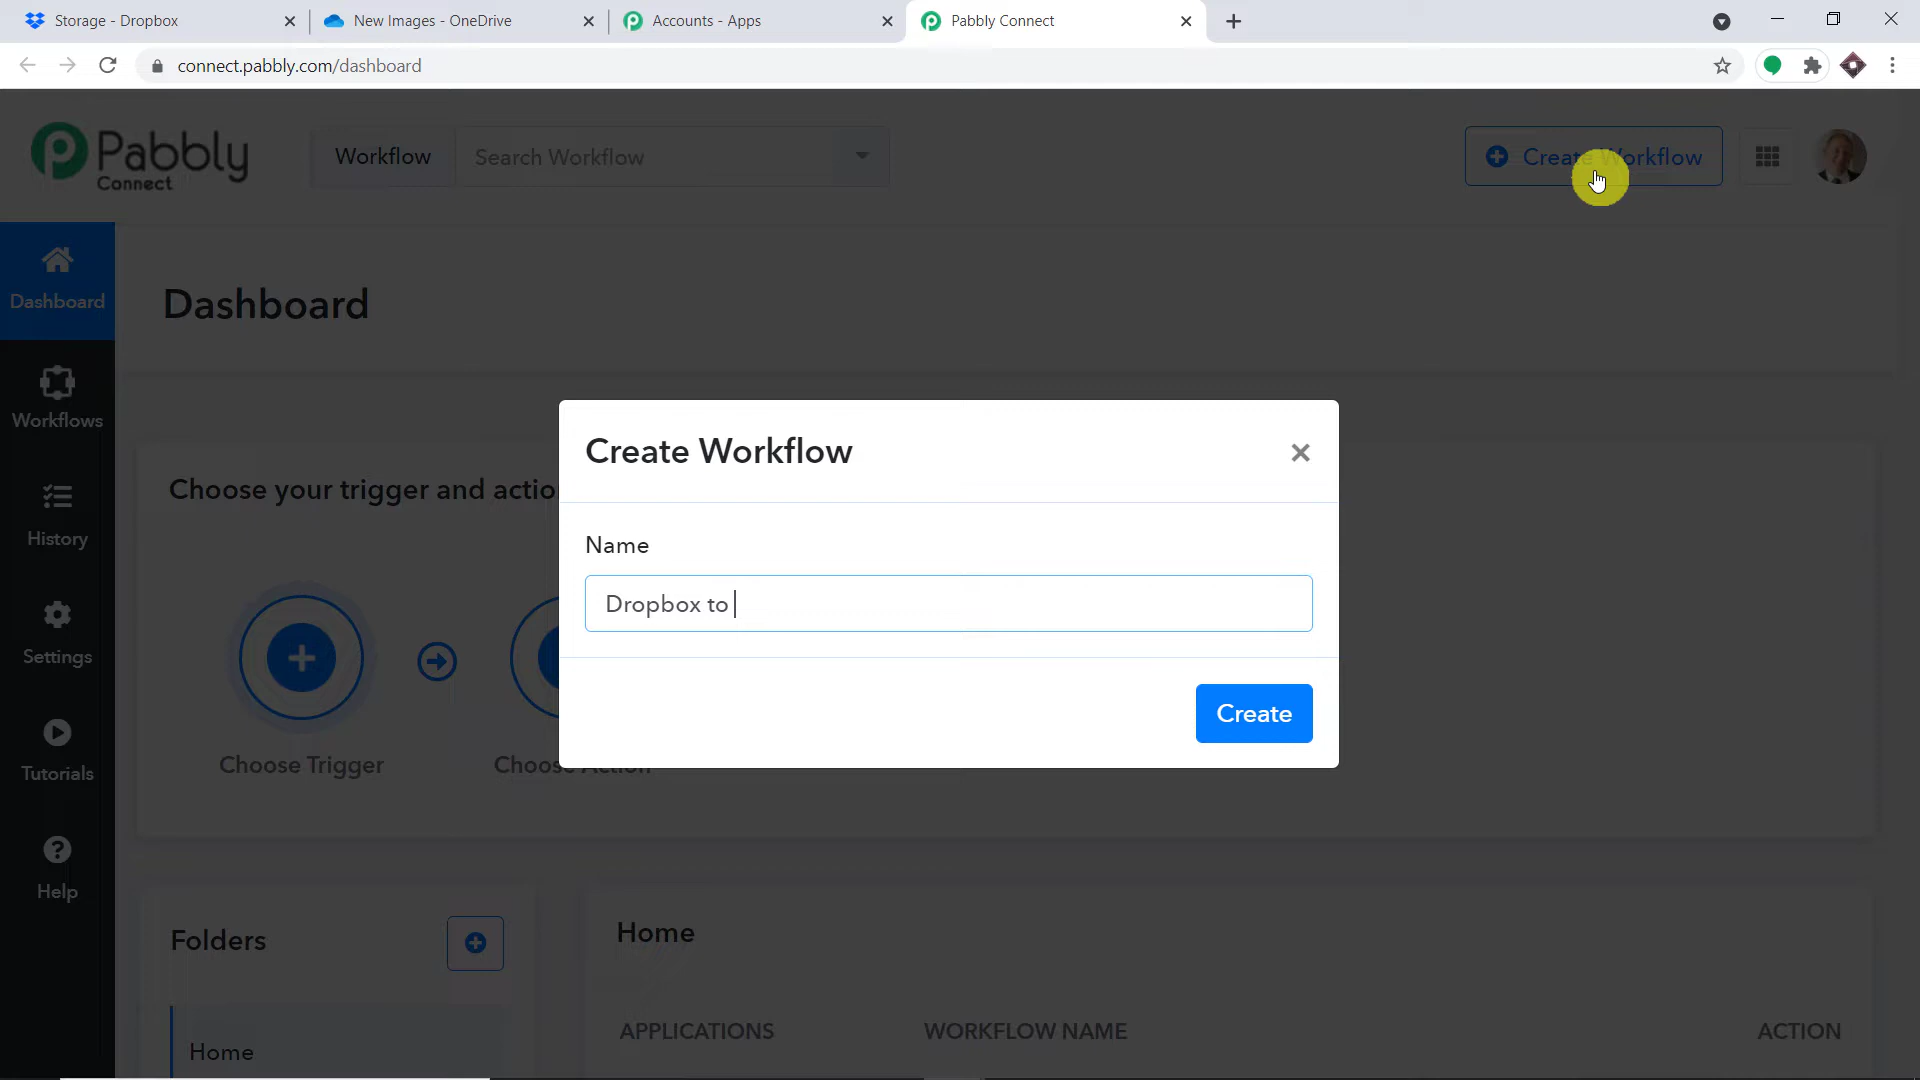 Storage - Dropbox
New Images - OneDrive
Accounts - Apps
Pabbly Connect
connect.pabbly.com/dashboard
Pabbly
Connect
Workflow
Search Workflow
Create Workflow
Dashboard
Dashboard
Workflows
History
Settings
Tutorials
Help
Choose your trigger and actio
Choose Trigger
Choose Action
Create Workflow
Name
Dropbox to
Create
Folders
Home
Home
APPLICATIONS
WORKFLOW NAME
ACTION